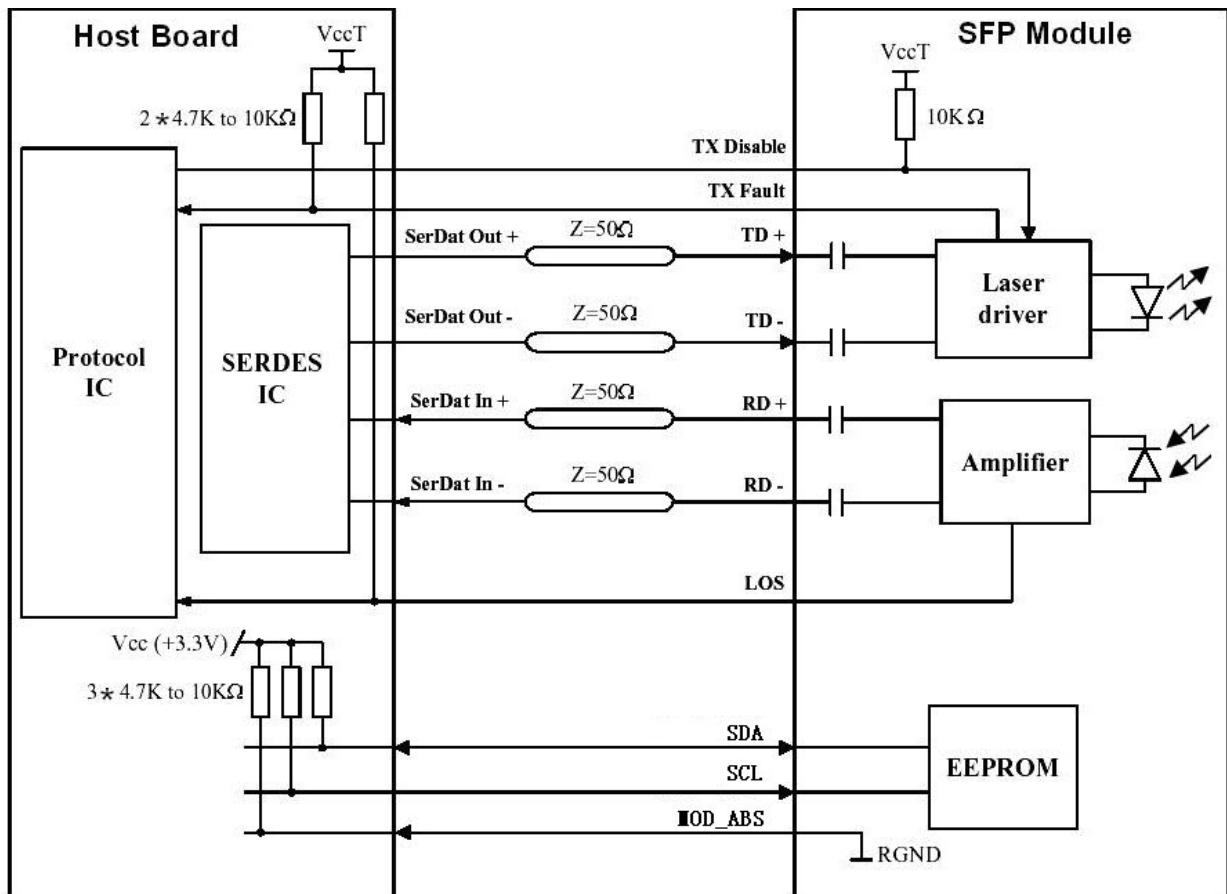 Host Board
SFP Module
VccT
VccT
2*4.7K to 10KΩ
10KΩ
TX Disable
TX Fault
SerDat Out +
Z=50Ω
TD +
SerDat Out -
Z=50Ω
TD -
Laser
driver
Protocol
IC
SERDES
IC
SerDat In +
Z=50Ω
RD +
SerDat In -
Z=50Ω
RD -
Amplifier
LOS
Vcc (+3.3V)
3*4.7K to 10KΩ
SDA
SCL
MOD_ABS
EEPROM
RGND